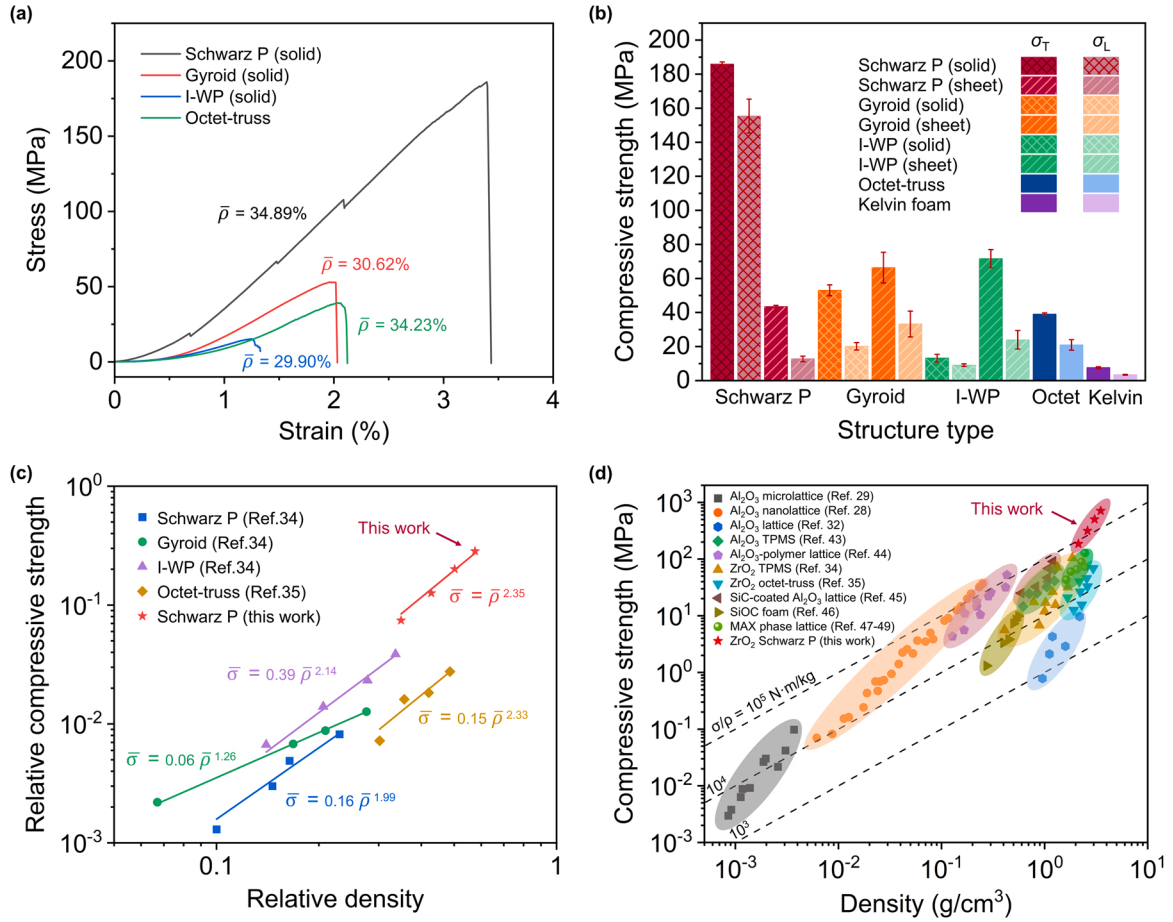 (a)
Stress (MPa)
200
150
100
50
0
Schwarz P (solid)
Gyroid (solid)
I-WP (solid)
Octet-truss
ρ̅ = 34.89%
ρ̅ = 30.62%
ρ̅ = 34.23%
ρ̅ = 29.90%
0 1 2 3 4
Strain (%)
(b)
Compressive strength (MPa)
200
180
160
140
120
100
80
60
40
20
0
σT σL
Schwarz P (solid)
Schwarz P (sheet)
Gyroid (solid)
Gyroid (sheet)
I-WP (solid)
I-WP (sheet)
Octet-truss
Kelvin foam
Schwarz P Gyroid I-WP Octet Kelvin
Structure type
(c)
Relative compressive strength
10⁰
10⁻¹
10⁻²
10⁻³
Schwarz P (Ref.34)
Gyroid (Ref.34)
I-WP (Ref.34)
Octet-truss (Ref.35)
Schwarz P (this work)
This work
σ̅ = ρ̅ 2.35
σ̅ = 0.39 ρ̅ 2.14
σ̅ = 0.15 ρ̅ 2.33
σ̅ = 0.06 ρ̅ 1.26
σ̅ = 0.16 ρ̅ 1.99
0.1 1
Relative density
(d)
Compressive strength (MPa)
10³
10²
10¹
10⁰
10⁻¹
10⁻²
10⁻³
Al₂O₃ microlattice (Ref. 29)
Al₂O₃ nanolattice (Ref. 28)
Al₂O₃ lattice (Ref. 32)
Al₂O₃ TPMS (Ref. 43)
Al₂O₃-polymer lattice (Ref. 44)
ZrO₂ TPMS (Ref. 34)
ZrO₂ octet-truss (Ref. 35)
SiC-coated Al₂O₃ lattice (Ref. 45)
SiOC foam (Ref. 46)
MAX phase lattice (Ref. 47-49)
ZrO₂ Schwarz P (this work)
This work
σ/ρ = 10⁵ N·m/kg
10⁴
10³
10⁻³ 10⁻² 10⁻¹ 10⁰ 10¹
Density (g/cm³)